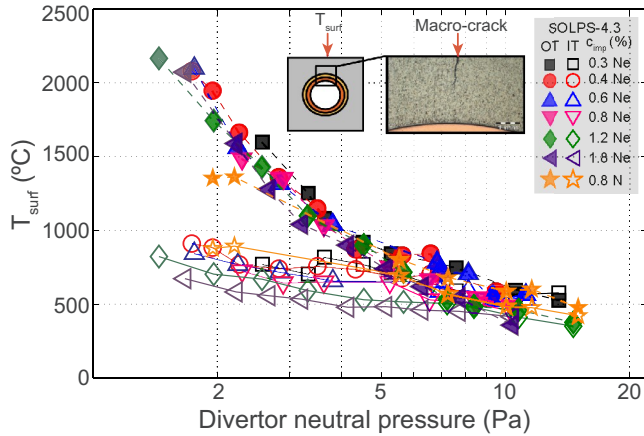 T_surf
Macro-crack
SOLPS-4.3
c_imp (%)
OT IT
0.3 Ne
0.4 Ne
0.6 Ne
0.8 Ne
1.2 Ne
1.8 Ne
0.8 N
2500
2000
1500
1000
500
0
T_surf (ºC)
2
5
10
20
Divertor neutral pressure (Pa)